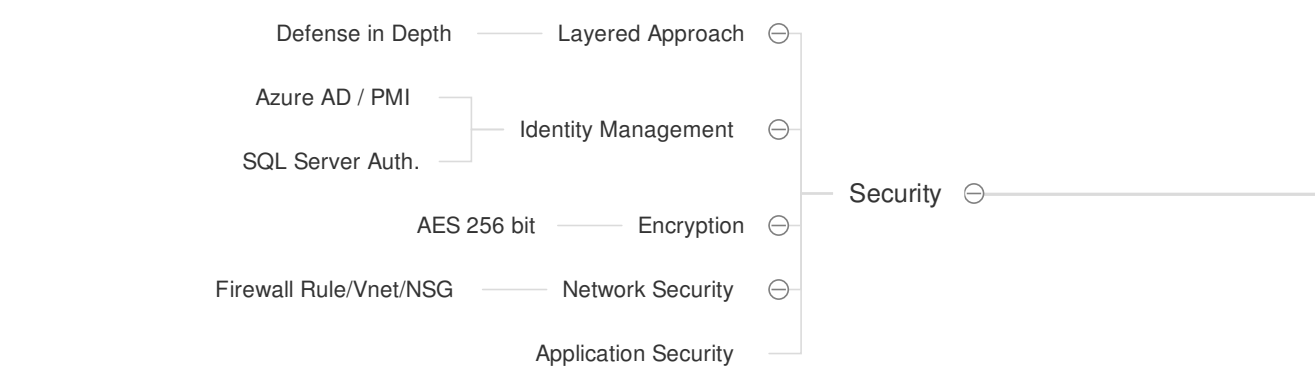 Defense in Depth Layered Approach
Azure AD / PMI
Identity Management
SQL Server Auth.
Security
AES 256 bit Encryption
Firewall Rule/Vnet/NSG Network Security
Application Security